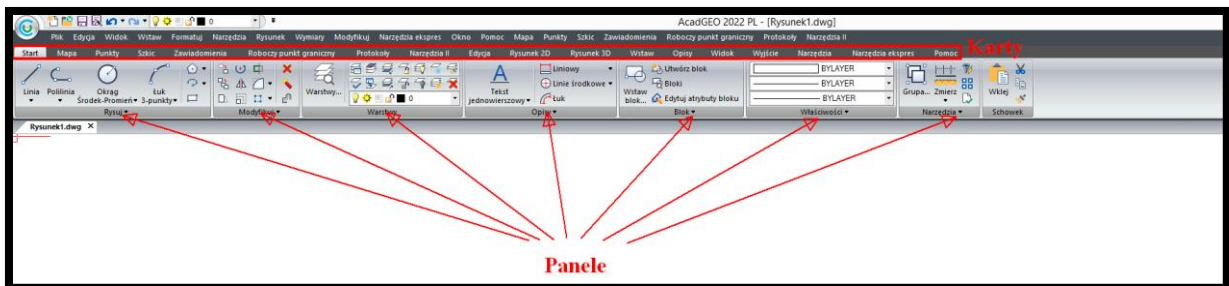 0
AcadGEO 2022 PL - [Rysunek1.dwg]
Plik Edycja Widok Wstaw Formatuj Narzędzia Rysunek Wymiary Modyfikuj Narzędzia ekspres Okno Pomoc Mapa Punkty Szkic Zawiadomienia Roboczy punkt graniczny Protokoły Narzędzia II
Start Mapa Punkty Szkic Zawiadomienia Roboczy punkt graniczny Protokoły Narzędzia II Edycja Rysunek 2D Rysunek 3D Wstaw Opisy Widok Wyjście Narzędzia Narzędzia ekspres Pomoc Karty
Linia Polilinia Okrąg Środek-Promień Łuk 3-punkty
Rysuj
Modyfikuj
Warstwy...
0
Warstwy
Tekst jednowierszowy
Liniowy
Linie środkowe
Łuk
Opisy
Wstaw blok...
Utwórz blok
Bloki
Edytuj atrybuty bloku
Blok
BYLAYER
BYLAYER
BYLAYER
Właściwości
Grupa... Zmierz
Narzędzia
Wklej
Schowek
Rysunek1.dwg X
Panele